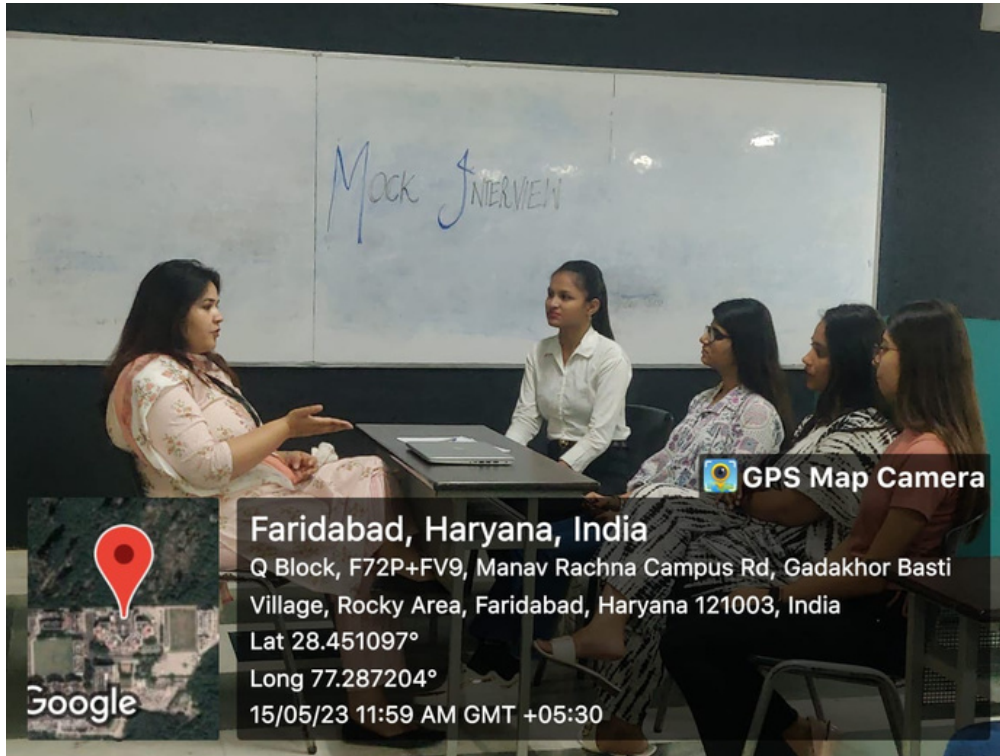 MOCK INTERVIEW
GPS Map Camera
Faridabad, Haryana, India
Q Block, F72P+FV9, Manav Rachna Campus Rd, Gadakhor Basti
Village, Rocky Area, Faridabad, Haryana 121003, India
Lat 28.451097°
Long 77.287204°
15/05/23 11:59 AM GMT +05:30
Google